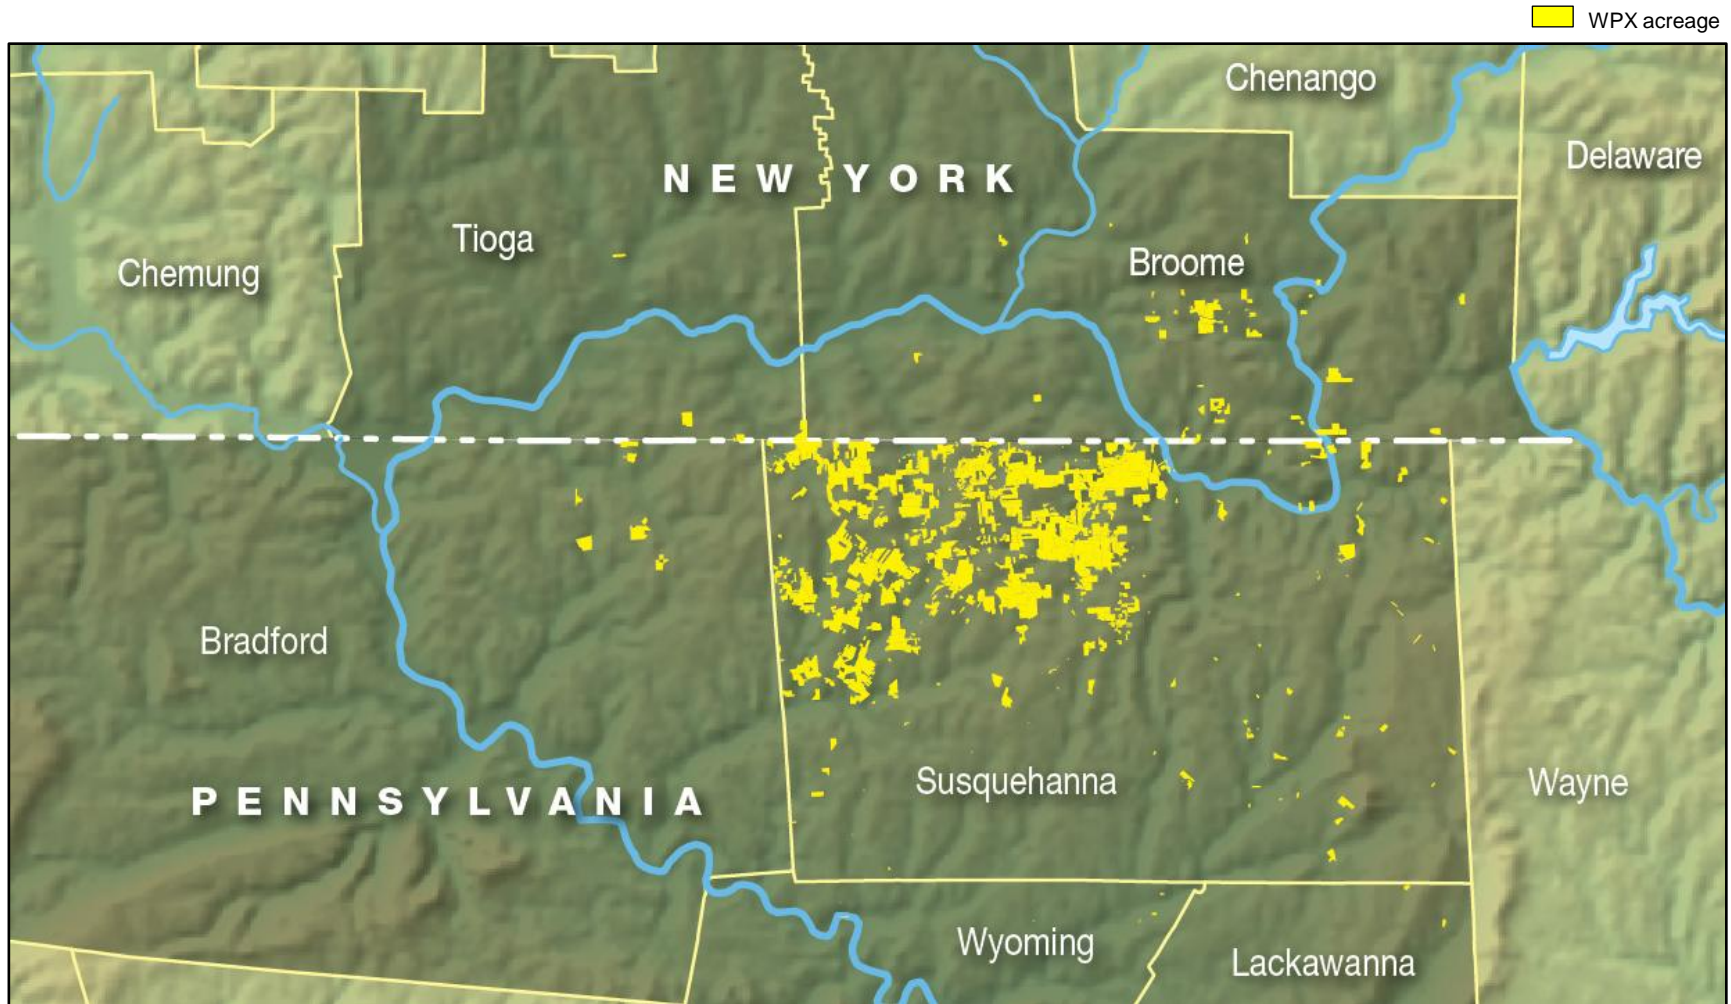 WPX acreage
Chenango
Delaware
NEW YORK
Tioga
Broome
Chemung
Bradford
Susquehanna
Wayne
PENNSYLVANIA
Wyoming
Lackawanna